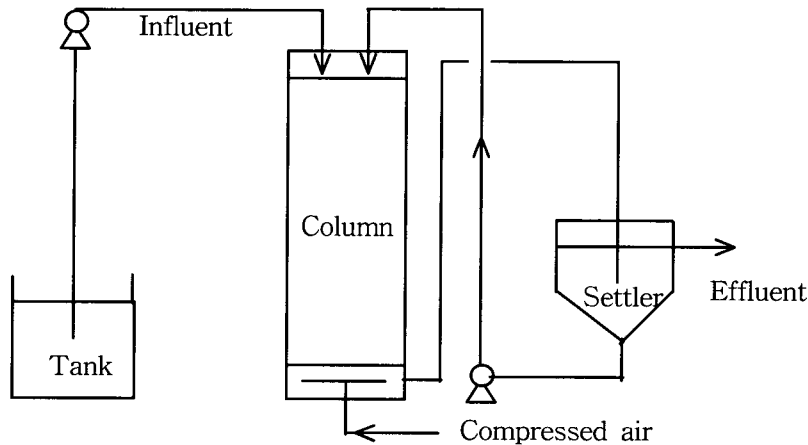 Influent
Column
Settler
Effluent
Tank
Compressed air